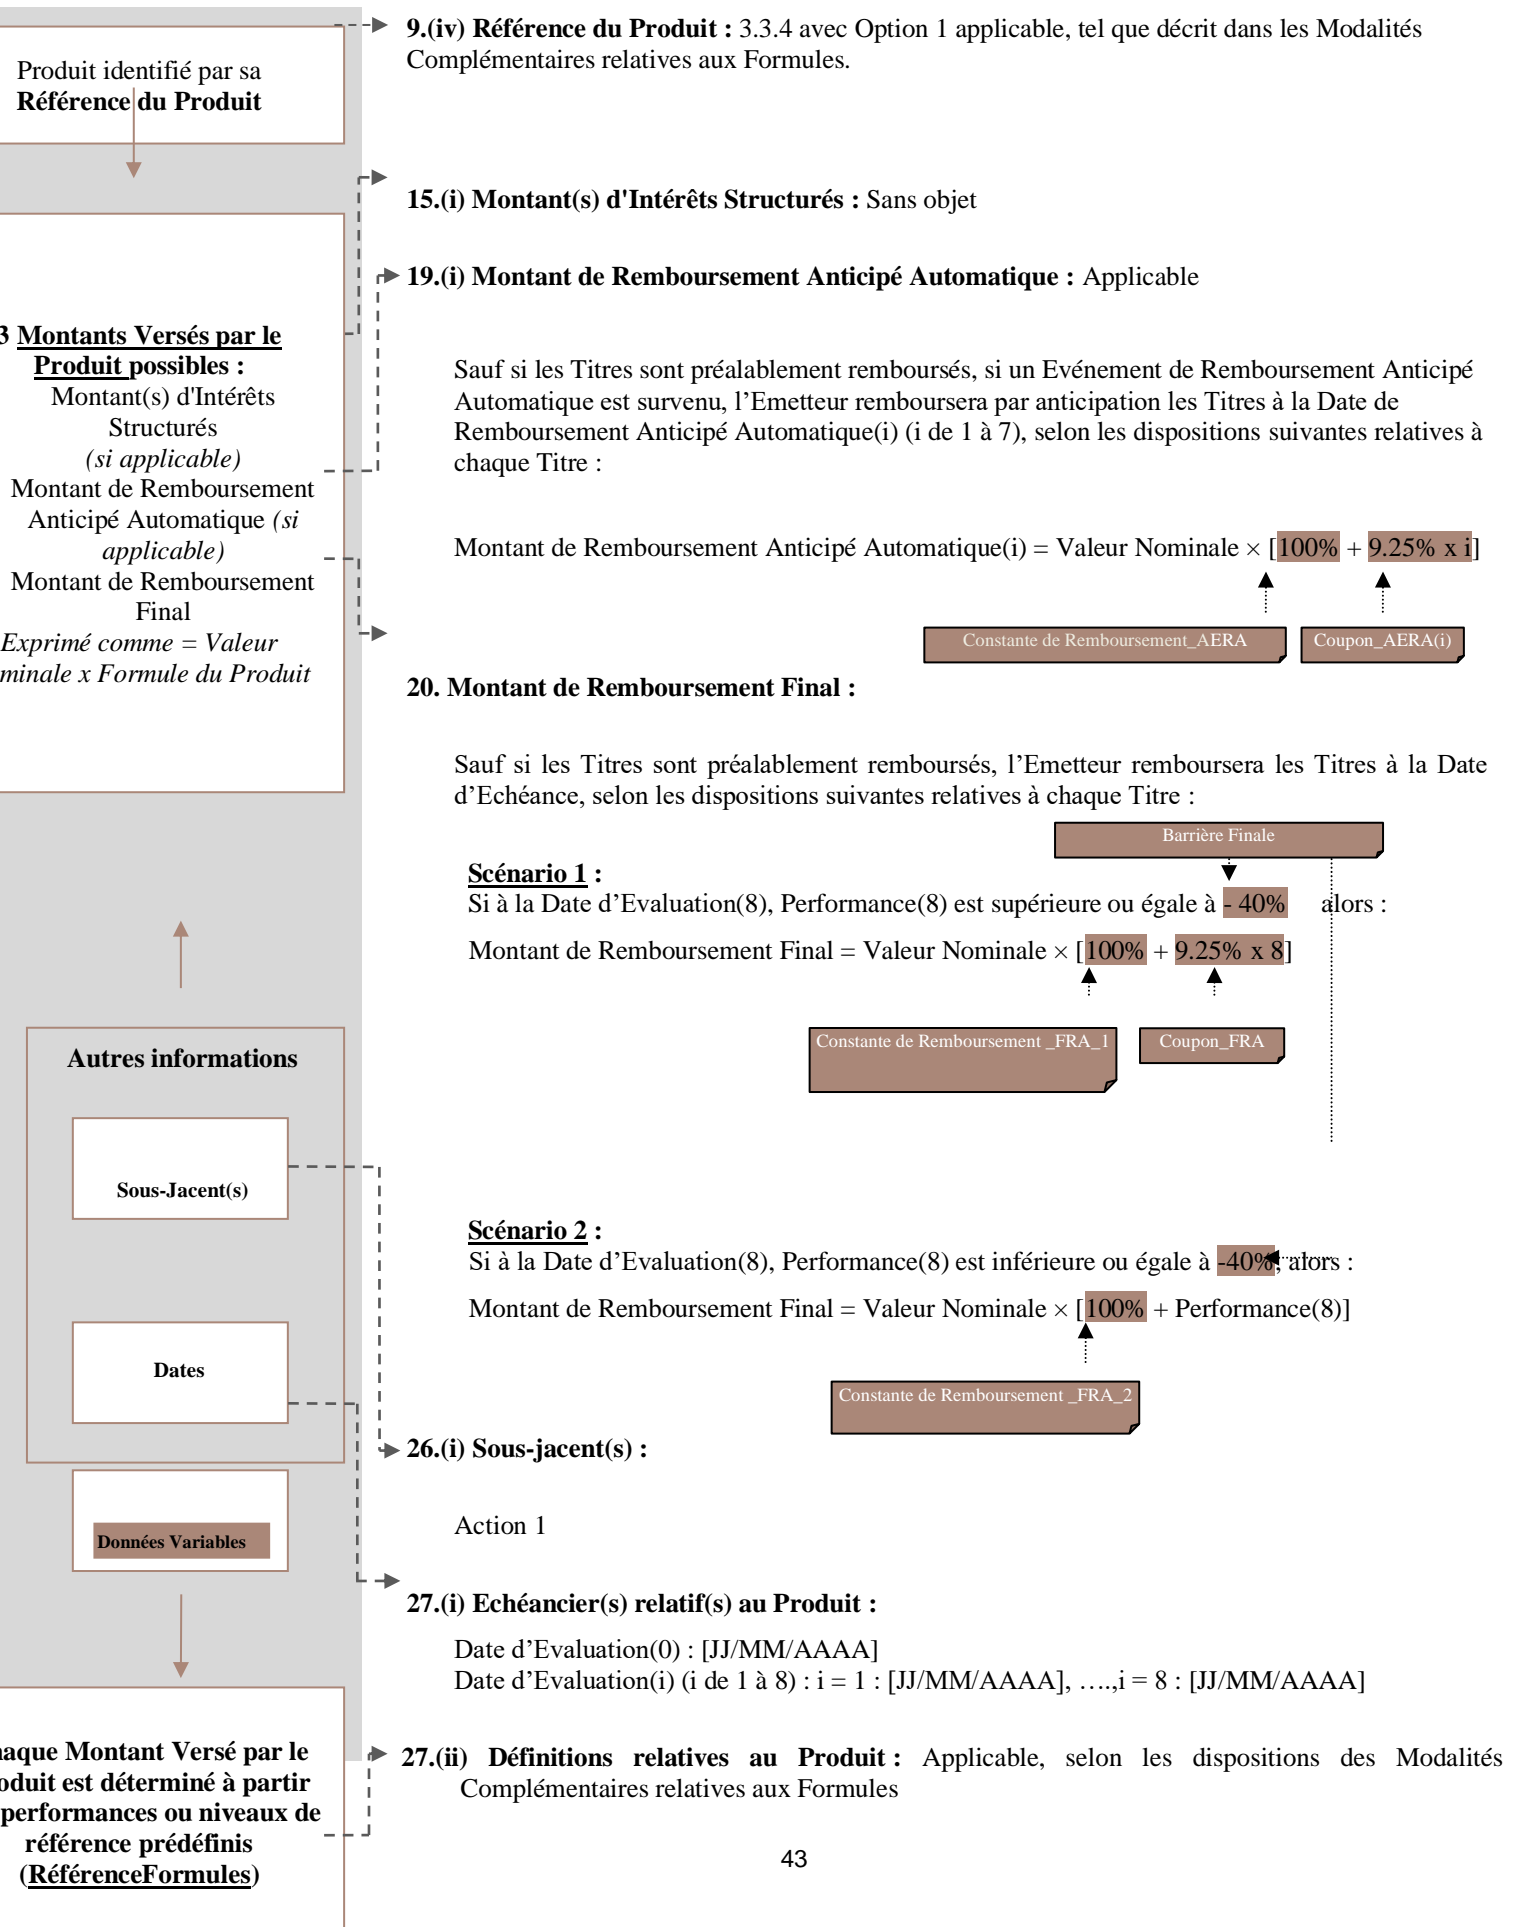 9.(iv) Référence du Produit : 3.3.4 avec Option 1 applicable, tel que décrit dans les Modalités
Complémentaires relatives aux Formules.
Produit identifié par sa
Référence du Produit
15.(i) Montant(s) d'Intérêts Structurés : Sans objet
19.(i) Montant de Remboursement Anticipé Automatique : Applicable
3 Montants Versés par le
Produit possibles :
Montant(s) d'Intérêts
Structurés
(si applicable)
Montant de Remboursement
Anticipé Automatique (si
applicable)
Montant de Remboursement
Final
Exprimé comme = Valeur
minale x Formule du Produit
Sauf si les Titres sont préalablement remboursés, si un Evénement de Remboursement Anticipé
Automatique est survenu, l’Emetteur remboursera par anticipation les Titres à la Date de
Remboursement Anticipé Automatique(i) (i de 1 à 7), selon les dispositions suivantes relatives à
chaque Titre :
Montant de Remboursement Anticipé Automatique(i) = Valeur Nominale × [100% + 9.25% x i]
Constante de Remboursement_AERA
Coupon_AERA(i)
20. Montant de Remboursement Final :
Sauf si les Titres sont préalablement remboursés, l’Emetteur remboursera les Titres à la Date
d’Echéance, selon les dispositions suivantes relatives à chaque Titre :
Barrière Finale
Scénario 1 :
Si à la Date d’Evaluation(8), Performance(8) est supérieure ou égale à - 40% alors :
Montant de Remboursement Final = Valeur Nominale × [100% + 9.25% x 8]
Constante de Remboursement _FRA_1
Coupon_FRA
Autres informations
Sous-Jacent(s)
Dates
Données Variables
Scénario 2 :
Si à la Date d’Evaluation(8), Performance(8) est inférieure ou égale à -40%, alors :
Montant de Remboursement Final = Valeur Nominale × [100% + Performance(8)]
Constante de Remboursement _FRA_2
26.(i) Sous-jacent(s) :
Action 1
27.(i) Echéancier(s) relatif(s) au Produit :
Date d’Evaluation(0) : [JJ/MM/AAAA]
Date d’Evaluation(i) (i de 1 à 8) : i = 1 : [JJ/MM/AAAA], ….,i = 8 : [JJ/MM/AAAA]
27.(ii) Définitions relatives au Produit : Applicable, selon les dispositions des Modalités
Complémentaires relatives aux Formules
haque Montant Versé par le
oduit est déterminé à partir
performances ou niveaux de
référence prédéfinis
(RéférenceFormules)
43